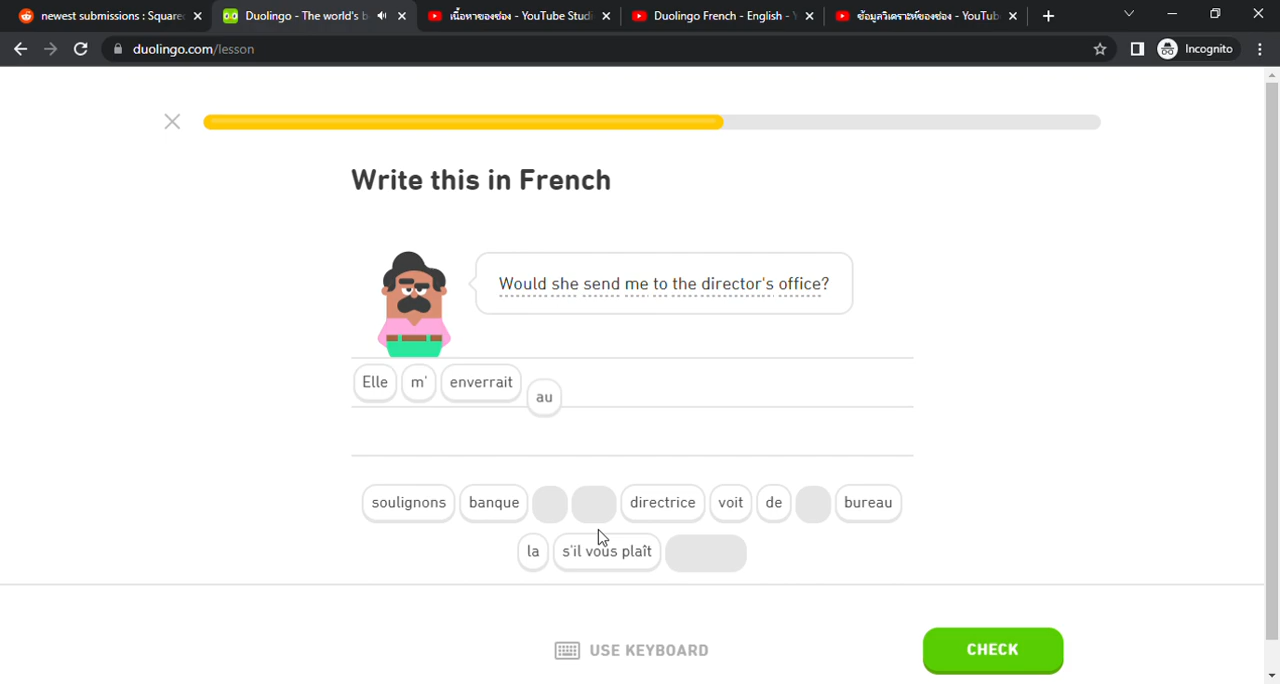 newest submissions : Square
Duolingo - The world's b
เนื้อหาของช่อง - YouTube Studi
Duolingo French - English - Y
ข้อมูลวิเคราะห์ของช่อง - YouTub
duolingo.com/lesson
Incognito
Write this in French
Would she send me to the director's office?
Elle m' enverrait au
soulignons banque directrice voit de bureau
la s'il vous plaît
USE KEYBOARD
CHECK